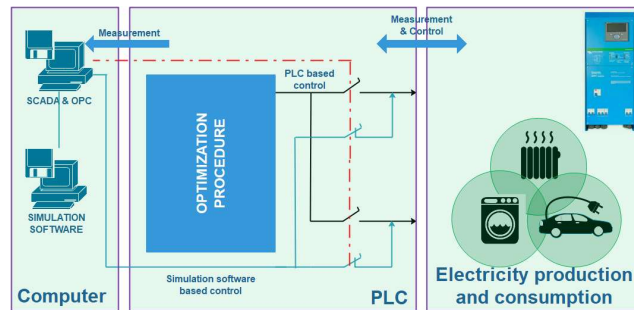 Measurement
Measurement
& Control
SCADA & OPC
PLC based
control
OPTIMIZATION
PROCEDURE
SIMULATION
SOFTWARE
Simulation software
based control
Computer
PLC
Electricity production
and consumption